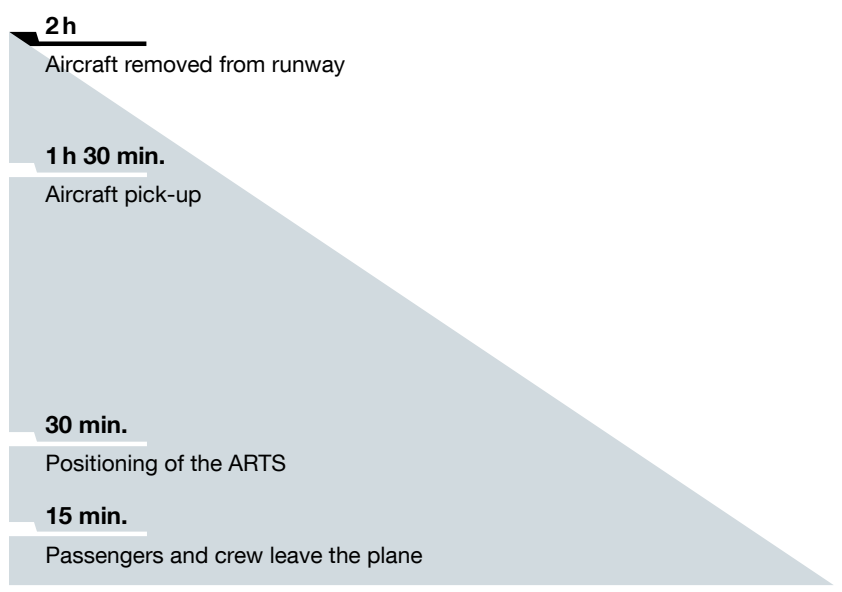 2 h
Aircraft removed from runway
1 h 30 min.
Aircraft pick-up
30 min.
Positioning of the ARTS
15 min.
Passengers and crew leave the plane